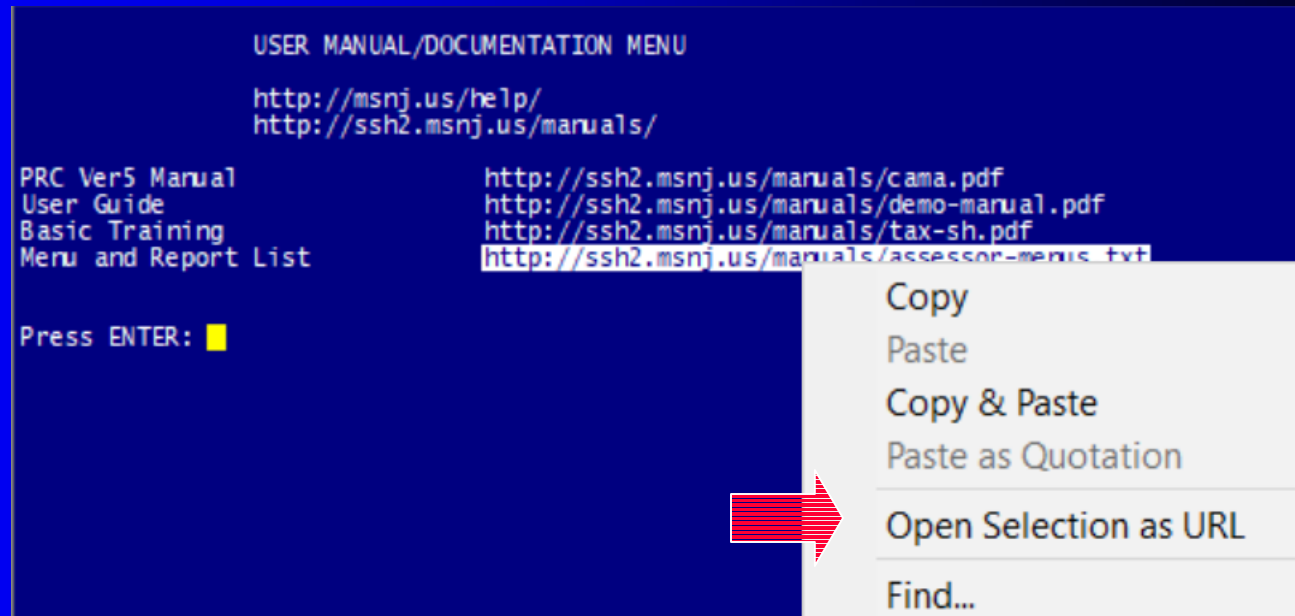 USER MANUAL/DOCUMENTATION MENU
http://msnj.us/help/
http://ssh2.msnj.us/manuals/
PRC Ver5 Manual http://ssh2.msnj.us/manuals/cama.pdf
User Guide http://ssh2.msnj.us/manuals/demo-manual.pdf
Basic Training http://ssh2.msnj.us/manuals/tax-sh.pdf
Menu and Report List http://ssh2.msnj.us/manuals/assessor-menus.txt
Press ENTER:
Copy
Paste
Copy & Paste
Paste as Quotation
Open Selection as URL
Find...